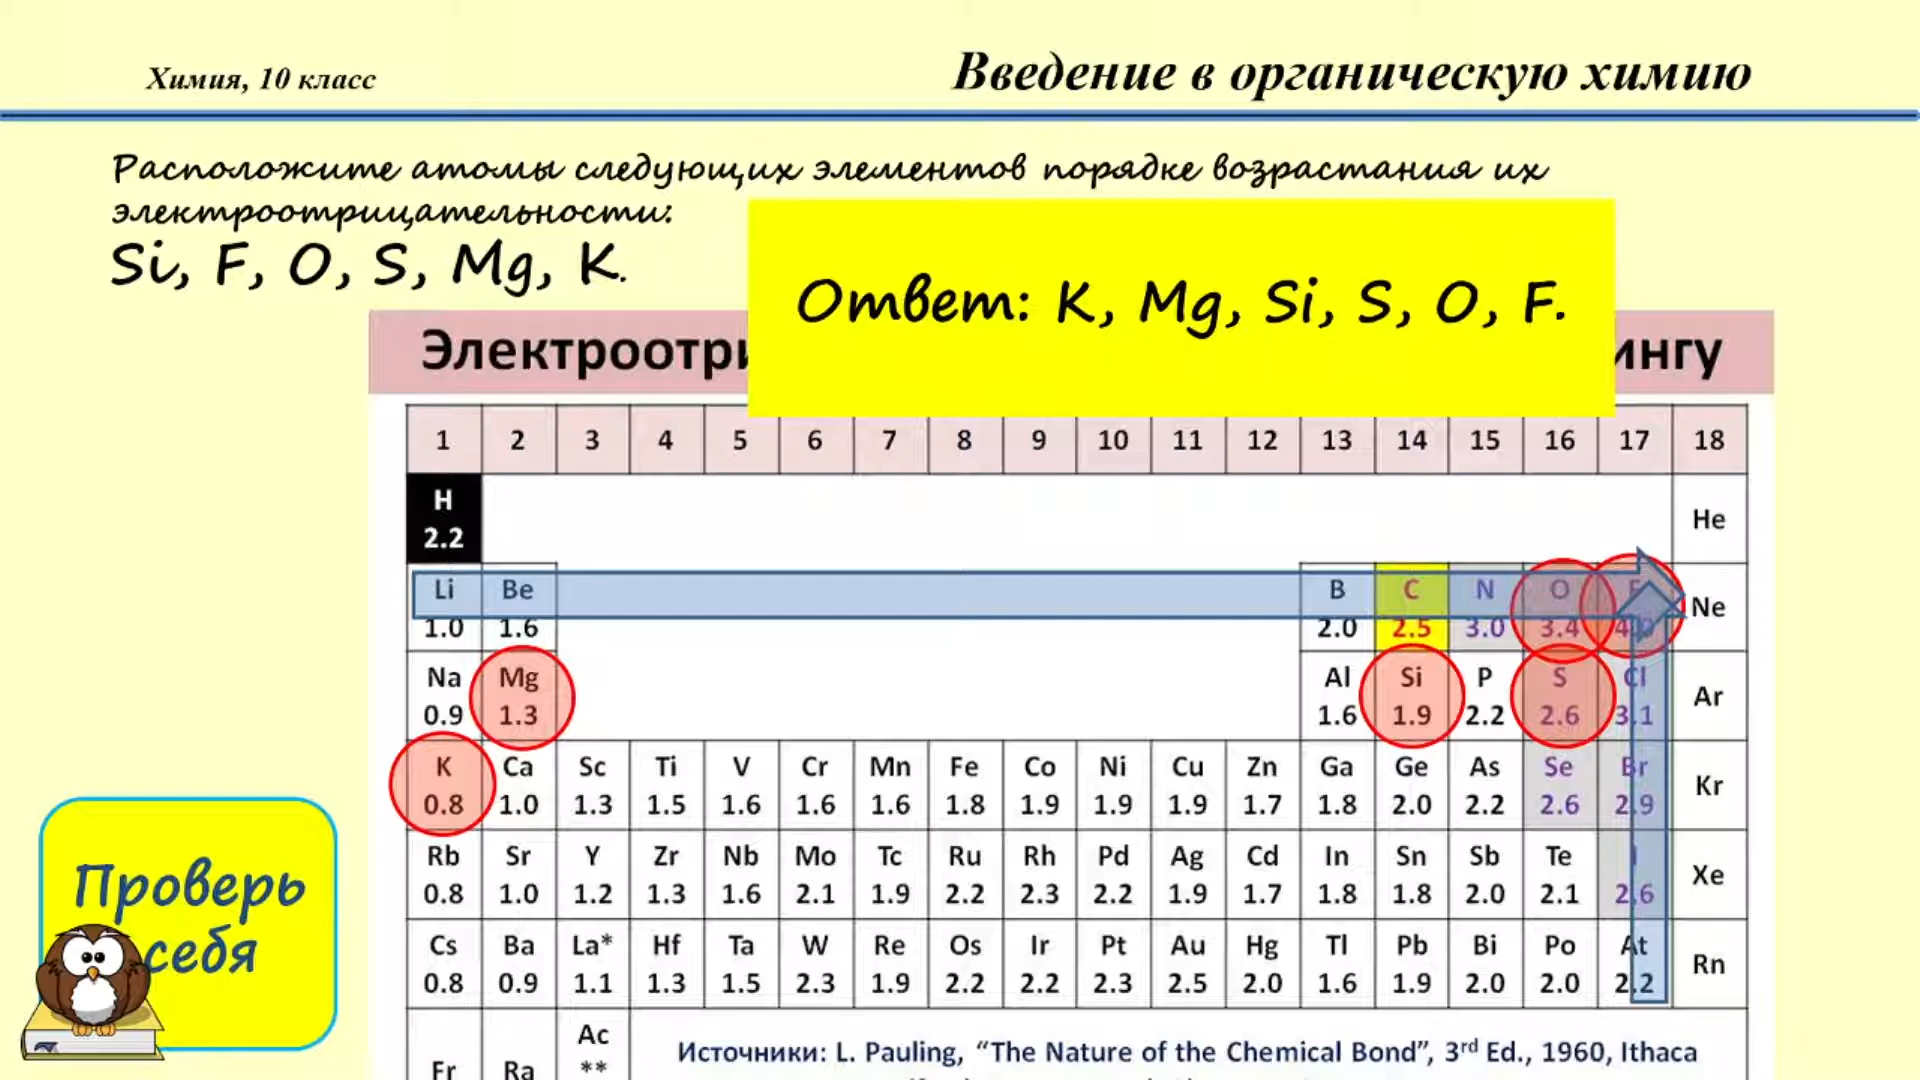 Химия, 10 класс
Введение в органическую химию
Расположите атомы следующих элементов порядке возрастания их
электроотрицательности:
Si, F, O, S, Mg, K.
Ответ: K, Mg, Si, S, O, F.
1 2 3 4 5 6 7 8 9 10 11 12 13 14 15 16 17 18
H He
2.2
Li Be B C N O F Ne
1.0 1.6 2.0 2.5 3.0 3.4
Na Mg Al Si P S Cl Ar
0.9 1.3 1.6 1.9 2.2 2.6 3.1
K Ca Sc Ti V Cr Mn Fe Co Ni Cu Zn Ga Ge As Se Br Kr
0.8 1.0 1.3 1.5 1.6 1.6 1.6 1.8 1.9 1.9 1.9 1.7 1.8 2.0 2.2 2.6 2.9
Rb Sr Y Zr Nb Mo Tc Ru Rh Pd Ag Cd In Sn Sb Te I Xe
0.8 1.0 1.2 1.3 1.6 2.1 1.9 2.2 2.3 2.2 1.9 1.7 1.8 1.8 2.0 2.1 2.6
Cs Ba La* Hf Ta W Re Os Ir Pt Au Hg Tl Pb Bi Po At Rn
0.8 0.9 1.1 1.3 1.5 2.3 1.9 2.2 2.2 2.3 2.5 2.0 1.6 1.9 2.0 2.0 2.2
Fr Ra Ac
**
Источники: L. Pauling, “The Nature of the Chemical Bond”, 3rd Ed., 1960, Ithaca
Проверь
себя